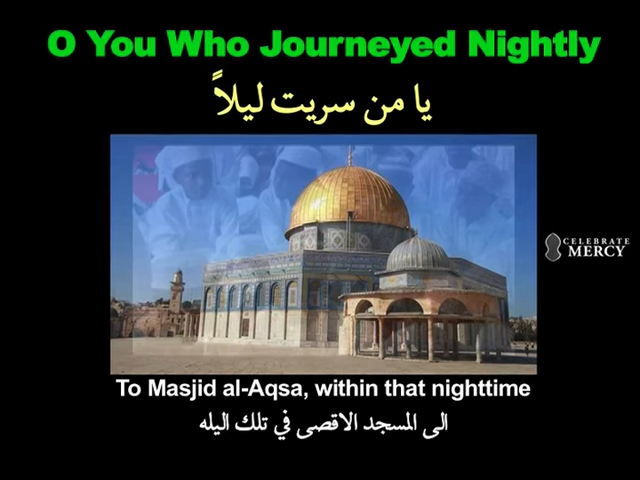 O You Who Journeyed Nightly
يا من سريت ليلاً
CELEBRATE
MERCY
To Masjid al-Aqsa, within that nighttime
الى المسجد الاقصى في تلك اليله